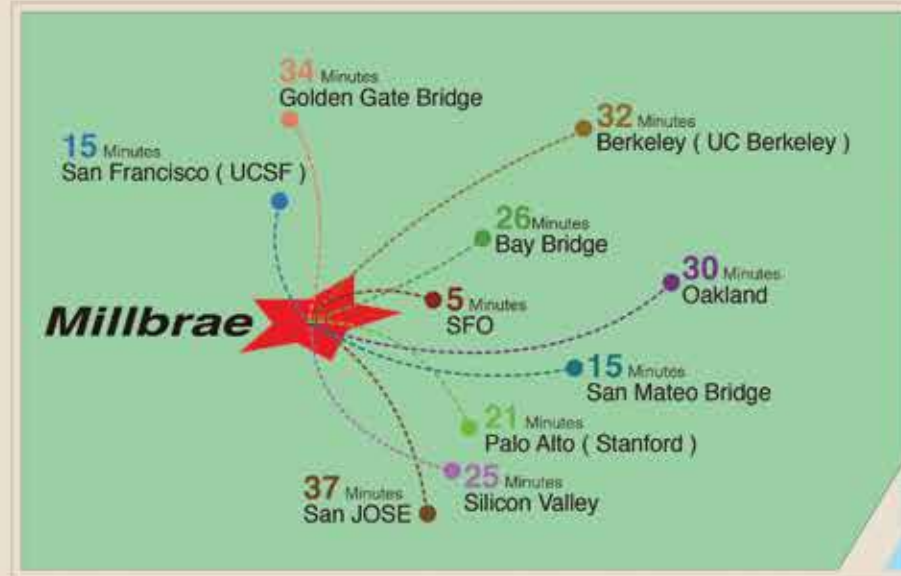 34 Minutes
Golden Gate Bridge
32 Minutes
Berkeley ( UC Berkeley )
15 Minutes
San Francisco ( UCSF )
26 Minutes
Bay Bridge
30 Minutes
Oakland
5 Minutes
SFO
Millbrae
15 Minutes
San Mateo Bridge
21 Minutes
Palo Alto ( Stanford )
25 Minutes
Silicon Valley
37 Minutes
San JOSE